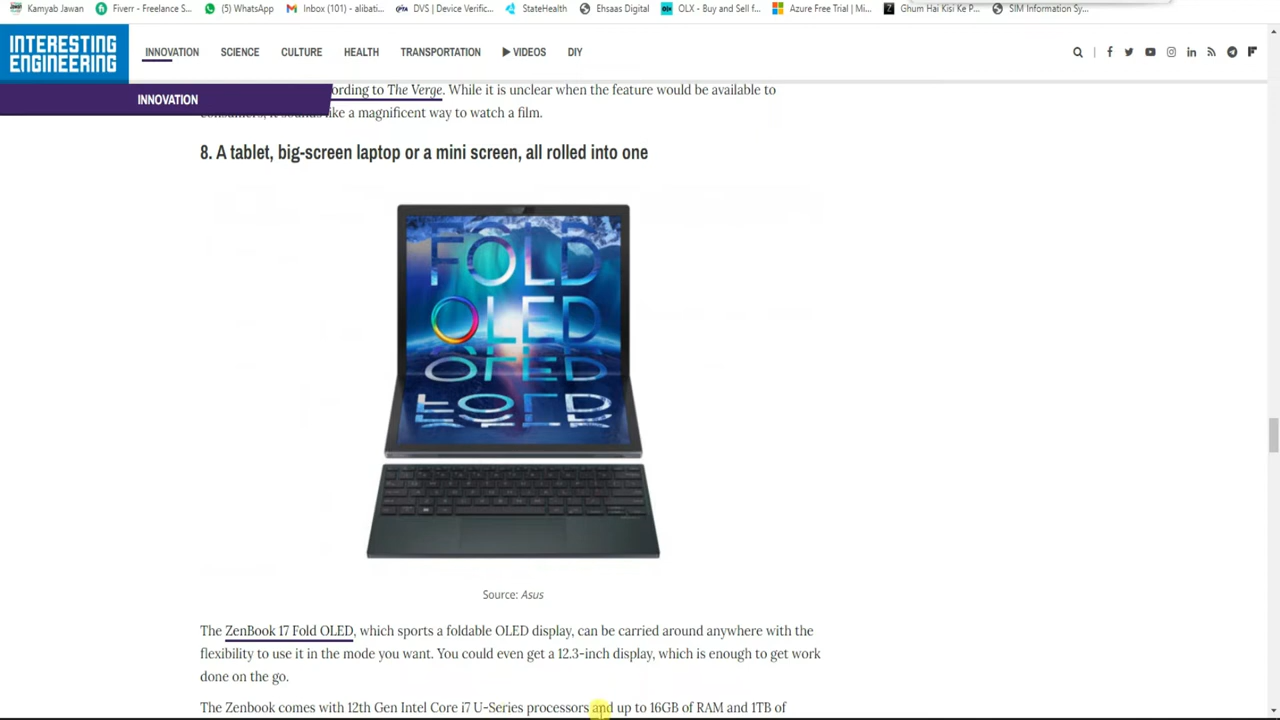 Kamyab Jawan
Fiverr - Freelance S...
(5) WhatsApp
Inbox (101) - alibati...
DVS | Device Verific...
StateHealth
Ehsaas Digital
OLX - Buy and Sell f...
Azure Free Trial | Mi...
Ghum Hai Kisi Ke P...
SIM Information Sy...
INTERESTING
ENGINEERING
INNOVATION
SCIENCE
CULTURE
HEALTH
TRANSPORTATION
VIDEOS
DIY
INNOVATION
ording to The Verge. While it is unclear when the feature would be available to
like a magnificent way to watch a film.
8. A tablet, big-screen laptop or a mini screen, all rolled into one
FOLD
OLED
OLED
FOLD
Source: Asus
The ZenBook 17 Fold OLED, which sports a foldable OLED display, can be carried around anywhere with the
flexibility to use it in the mode you want. You could even get a 12.3-inch display, which is enough to get work
done on the go.
The Zenbook comes with 12th Gen Intel Core i7 U-Series processors and up to 16GB of RAM and 1TB of